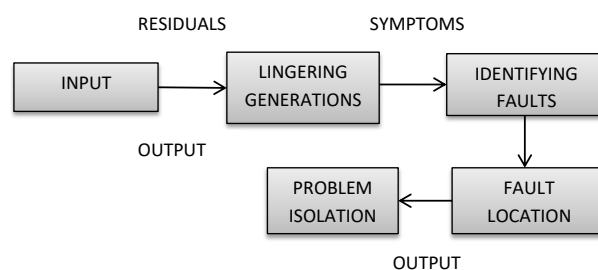 RESIDUALS
SYMPTOMS
INPUT
LINGERING
GENERATIONS
IDENTIFYING
FAULTS
OUTPUT
PROBLEM
ISOLATION
FAULT
LOCATION
OUTPUT